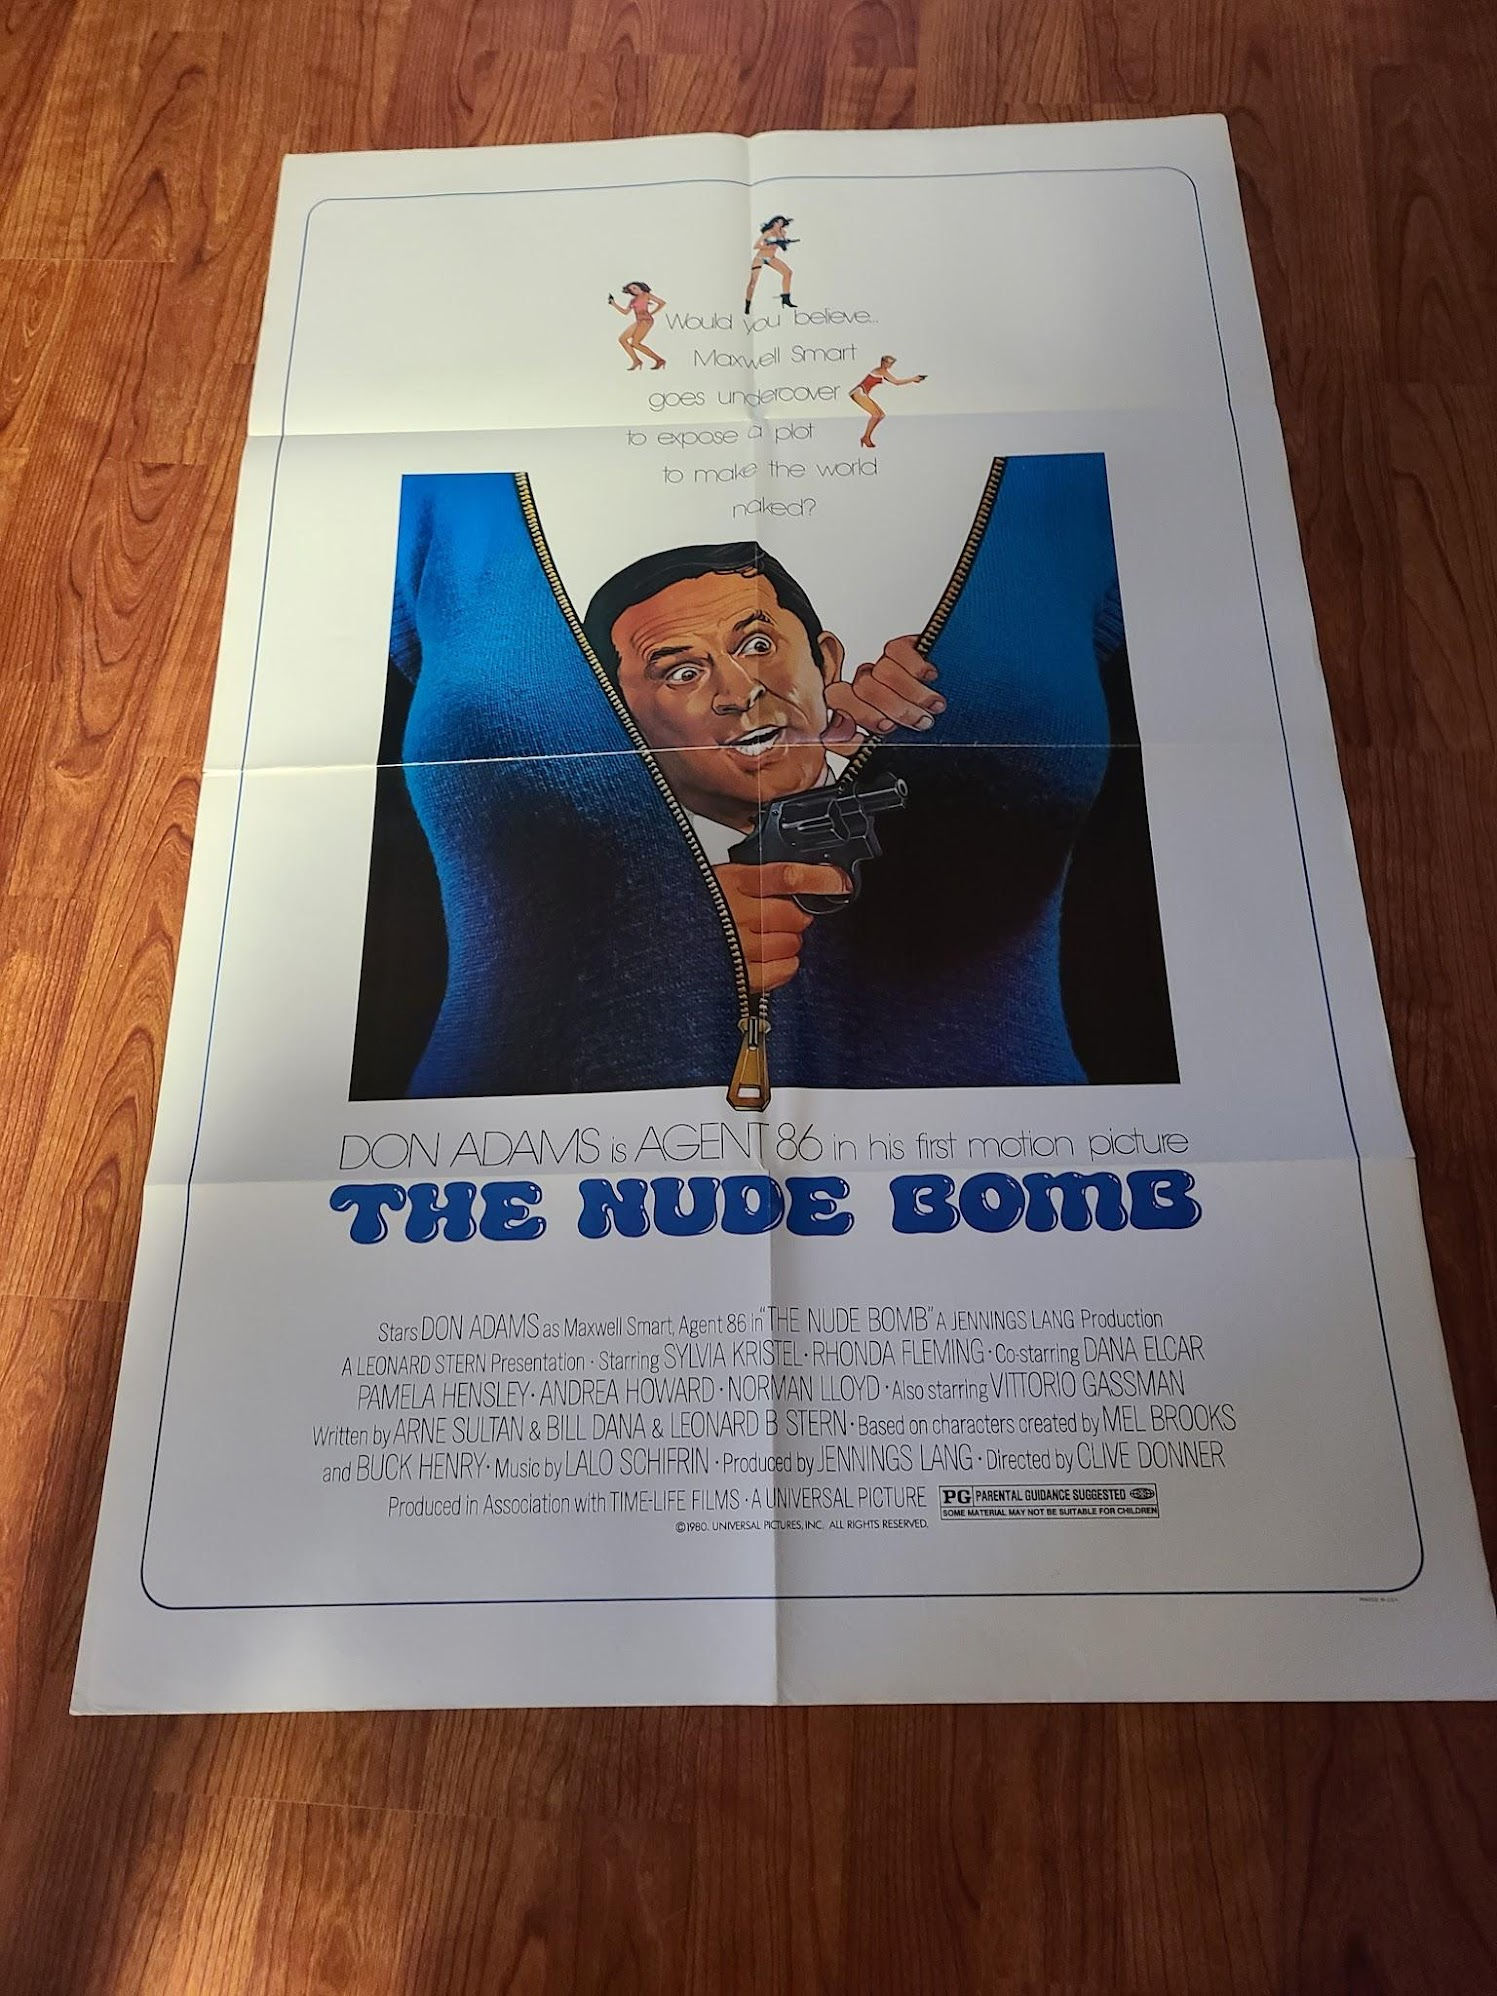 Would you believe...
Maxwell Smart
goes undercover
to expose a plot
to make the world
naked?
DON ADAMS is AGENT 86 in his first motion picture
THE NUDE BOMB
Stars DON ADAMS as Maxwell Smart, Agent 86 in "THE NUDE BOMB" A JENNINGS LANG Production
A LEONARD STERN Presentation · Starring SYLVIA KRISTEL · RHONDA FLEMING · Co-starring DANA ELCAR
PAMELA HENSLEY · ANDREA HOWARD · NORMAN LLOYD · Also starring VITTORIO GASSMAN
Written by ARNE SULTAN & BILL DANA & LEONARD B STERN · Based on characters created by MEL BROOKS
and BUCK HENRY · Music by LALO SCHIFRIN · Produced by JENNINGS LANG · Directed by CLIVE DONNER
Produced in Association with TIME-LIFE FILMS · A UNIVERSAL PICTURE
PG PARENTAL GUIDANCE SUGGESTED
SOME MATERIAL MAY NOT BE SUITABLE FOR CHILDREN
©1980. UNIVERSAL PICTURES, INC. ALL RIGHTS RESERVED.
PRINTED IN U.S.A.